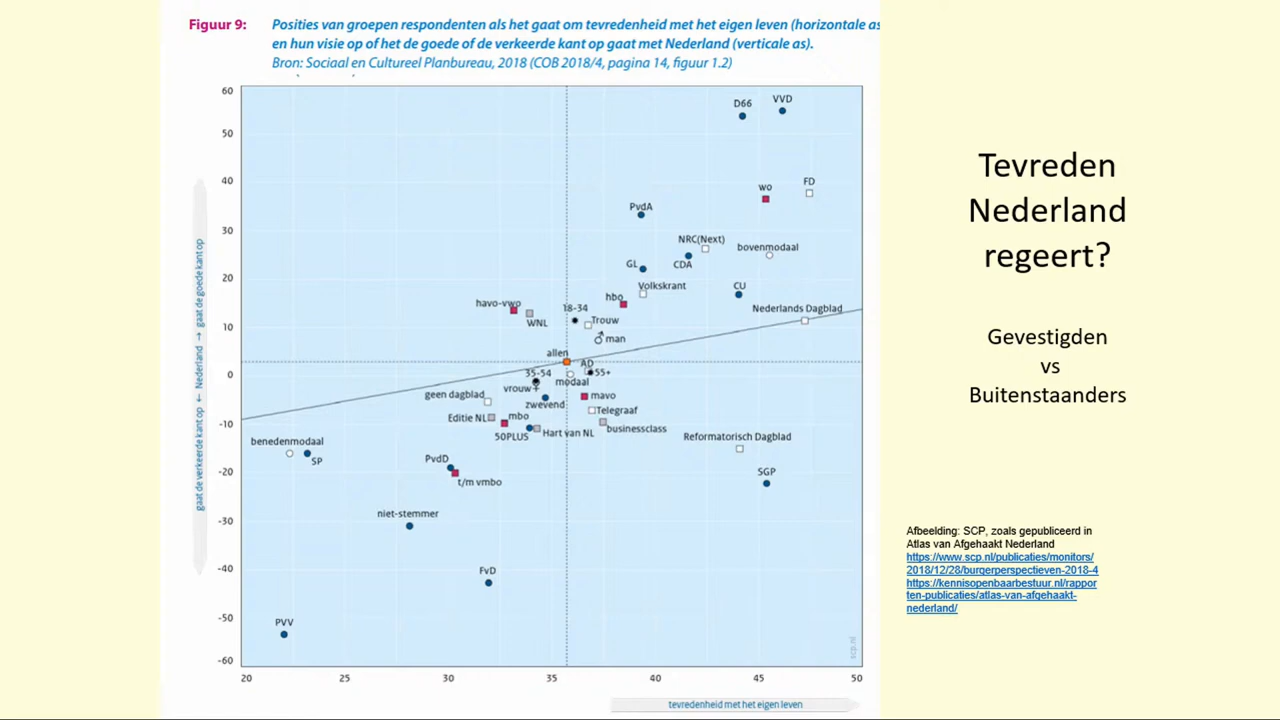 Figuur 9:
Posities van groepen respondenten als het gaat om tevredenheid met het eigen leven (horizontale as
en hun visie op of het de goede of de verkeerde kant op gaat met Nederland (verticale as).
Bron: Sociaal en Cultureel Planbureau, 2018 (COB 2018/4, pagina 14, figuur 1.2)
60
50
40
30
20
10
0
-10
-20
-30
-40
-50
-60
gaat de verkeerde kant op ← Nederland → gaat de goede kant op
D66
VVD
wo
FD
PvdA
NRC(Next)
bovenmodaal
GL
CDA
Volkskrant
CU
hbo
havo-vwo
18-34
Nederlands Dagblad
WNL
Trouw
man
allen
AD
35-54
55+
modaal
vrouw
geen dagblad
zwevend
mavo
Editie NL
mbo
Telegraaf
50PLUS
Hart van NL
businessclass
benedenmodaal
Reformatorisch Dagblad
SP
PvdD
SGP
t/m vmbo
niet-stemmer
FvD
PVV
scp.nl
20
25
30
35
40
45
50
tevredenheid met het eigen leven
Tevreden
Nederland
regeert?
Gevestigden
vs
Buitenstaanders
Afbeelding: SCP, zoals gepubliceerd in
Atlas van Afgehaakt Nederland
https://www.scp.nl/publicaties/monitors/
2018/12/28/burgerperspectieven-2018-4
https://kennisopenbaarbestuur.nl/rappor
ten-publicaties/atlas-van-afgehaakt-
nederland/